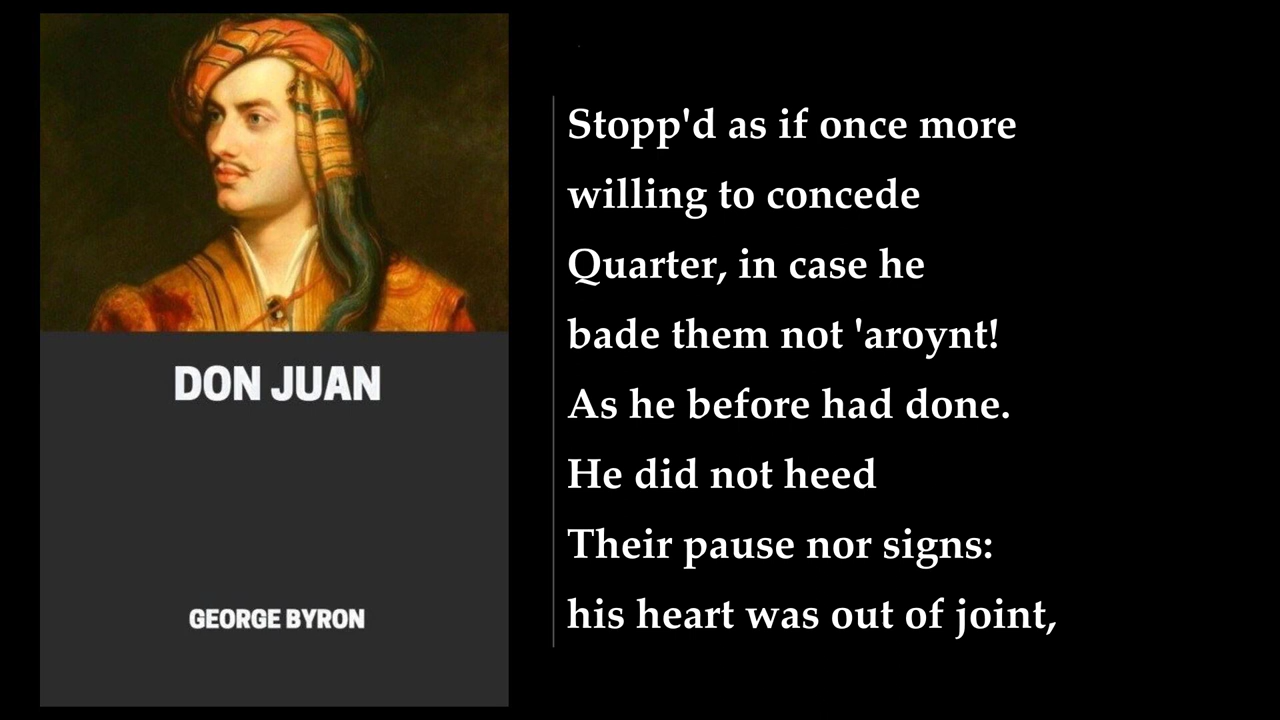 DON JUAN
GEORGE BYRON
Stopp'd as if once more
willing to concede
Quarter, in case he
bade them not 'aroynt!
As he before had done.
He did not heed
Their pause nor signs:
his heart was out of joint,